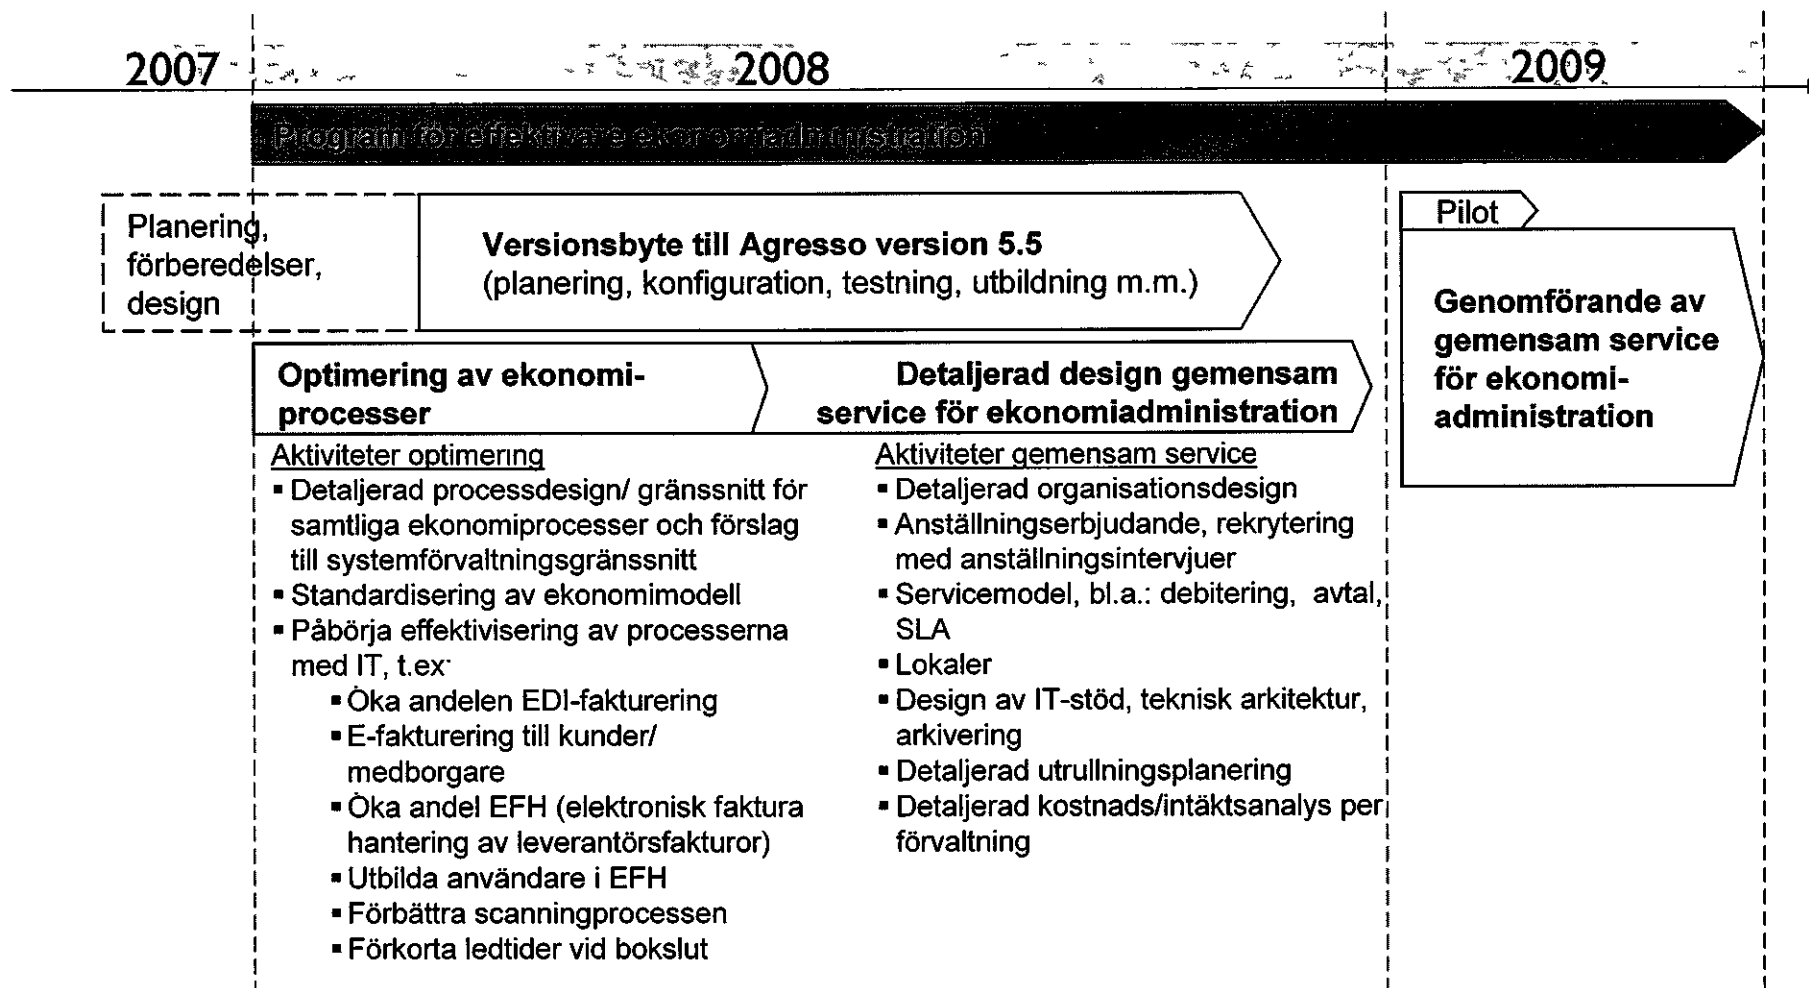 2007
2008
2009
Program för effektivare ekonomiadministration
Planering,
förberedelser,
design
Versionsbyte till Agresso version 5.5
(planering, konfiguration, testning, utbildning m.m.)
Pilot
Genomförande av
gemensam service
för ekonomi-
administration
Optimering av ekonomi-
processer
Detaljerad design gemensam
service för ekonomiadministration
Aktiviteter optimering
▪ Detaljerad processdesign/ gränssnitt för
samtliga ekonomiprocesser och förslag
till systemförvaltningsgränssnitt
▪ Standardisering av ekonomimodell
▪ Påbörja effektivisering av processerna
med IT, t.ex·
▪ Öka andelen EDI-fakturering
▪ E-fakturering till kunder/
medborgare
▪ Öka andel EFH (elektronisk faktura
hantering av leverantörsfakturor)
▪ Utbilda användare i EFH
▪ Förbättra scanningprocessen
▪ Förkorta ledtider vid bokslut
Aktiviteter gemensam service
▪ Detaljerad organisationsdesign
▪ Anställningserbjudande, rekrytering
med anställningsintervjuer
▪ Servicemodel, bl.a.: debitering, avtal,
SLA
▪ Lokaler
▪ Design av IT-stöd, teknisk arkitektur,
arkivering
▪ Detaljerad utrullningsplanering
▪ Detaljerad kostnads/intäktsanalys per
förvaltning